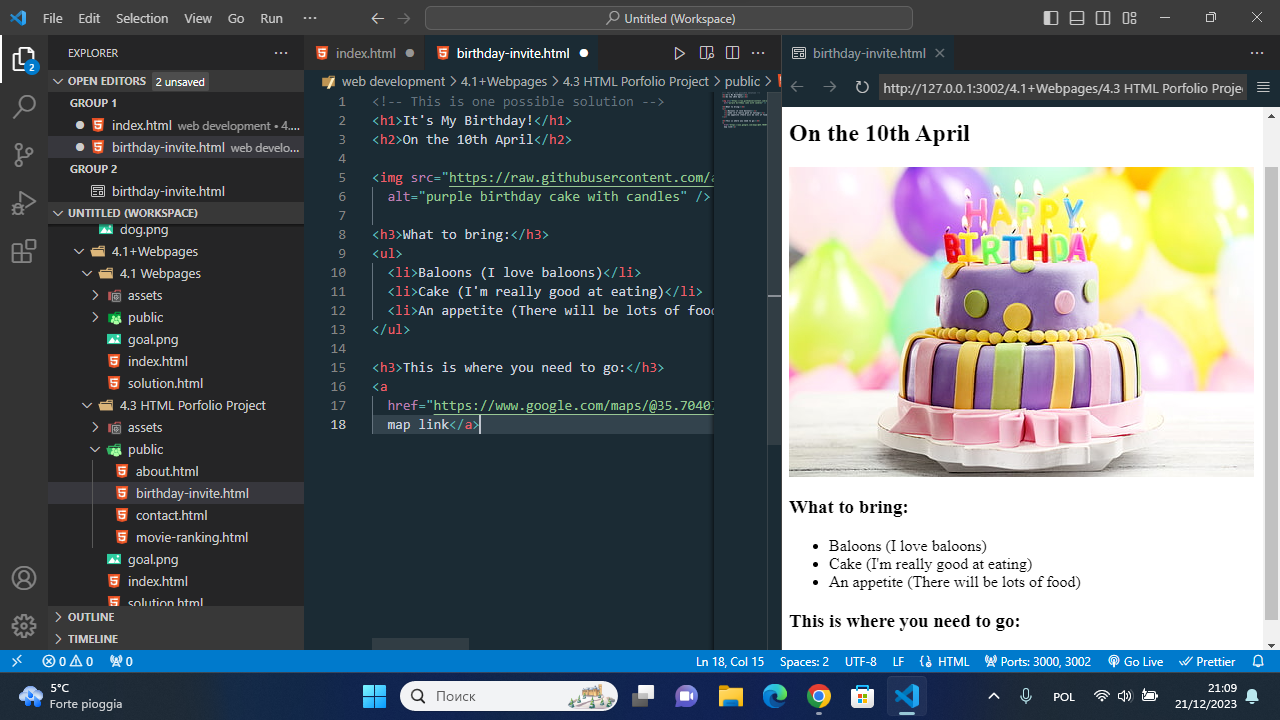 File Edit Selection View Go Run ··· Untitled (Workspace)
EXPLORER ···
OPEN EDITORS 2 unsaved
GROUP 1
index.html web development • 4....
birthday-invite.html web develo...
GROUP 2
birthday-invite.html
UNTITLED (WORKSPACE)
dog.png
4.1+Webpages
4.1 Webpages
assets
public
goal.png
index.html
solution.html
4.3 HTML Porfolio Project
assets
public
about.html
birthday-invite.html
contact.html
movie-ranking.html
goal.png
index.html
solution.html
OUTLINE
TIMELINE
2
index.html birthday-invite.html
web development > 4.1+Webpages > 4.3 HTML Porfolio Project > public >
1 <!-- This is one possible solution -->
2 <h1>It's My Birthday!</h1>
3 <h2>On the 10th April</h2>
4
5 <img src="https://raw.githubusercontent.com/a
6 alt="purple birthday cake with candles" />
7
8 <h3>What to bring:</h3>
9 <ul>
10 <li>Baloons (I love baloons)</li>
11 <li>Cake (I'm really good at eating)</li>
12 <li>An appetite (There will be lots of food
13 </ul>
14
15 <h3>This is where you need to go:</h3>
16 <a
17 href="https://www.google.com/maps/@35.7040
18 map link</a>
birthday-invite.html
http://127.0.0.1:3002/4.1+Webpages/4.3 HTML Porfolio Proje
On the 10th April
HAPPY
BIRTHDAY
What to bring:
• Baloons (I love baloons)
• Cake (I'm really good at eating)
• An appetite (There will be lots of food)
This is where you need to go:
0 0 0 Ln 18, Col 15 Spaces: 2 UTF-8 LF HTML Ports: 3000, 3002 Go Live Prettier
5°C
Forte pioggia
Поиск
POL
21:09
21/12/2023